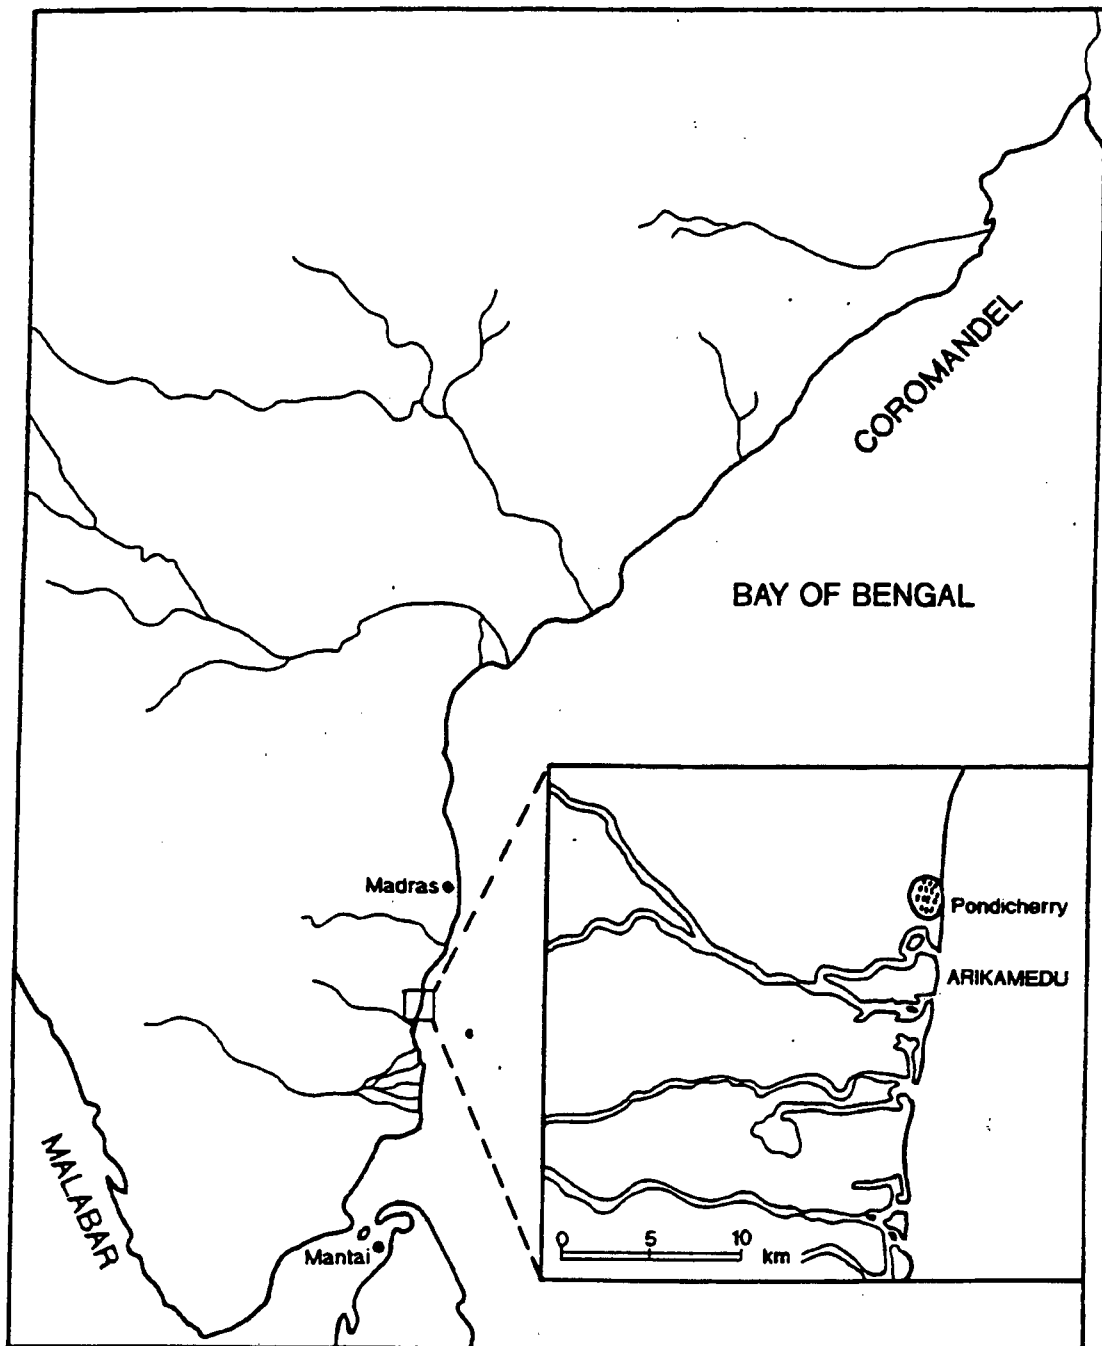 COROMANDEL
BAY OF BENGAL
Madras
Pondicherry
ARIKAMEDU
MALABAR
Mantai
0 5 10
km